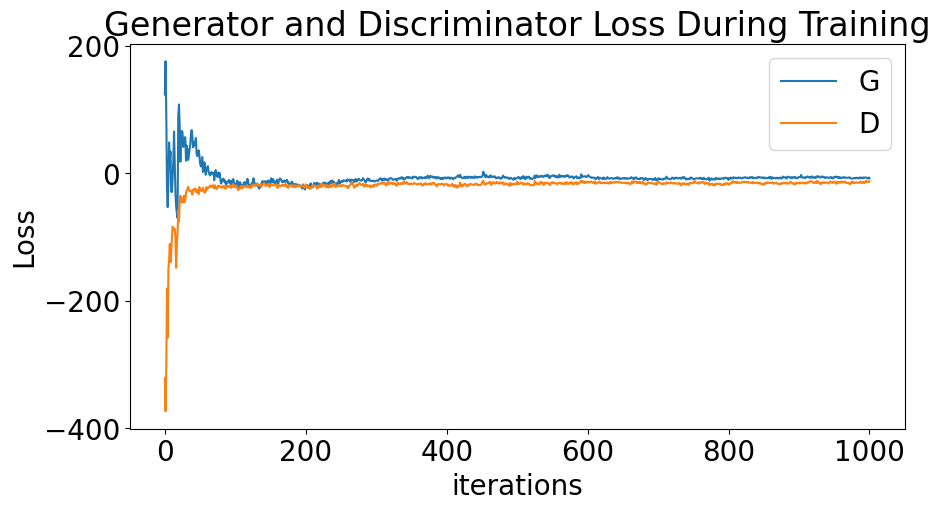 Generator and Discriminator Loss During Training
200
0
−200
−400
Loss
G
D
0 200 400 600 800 1000
iterations